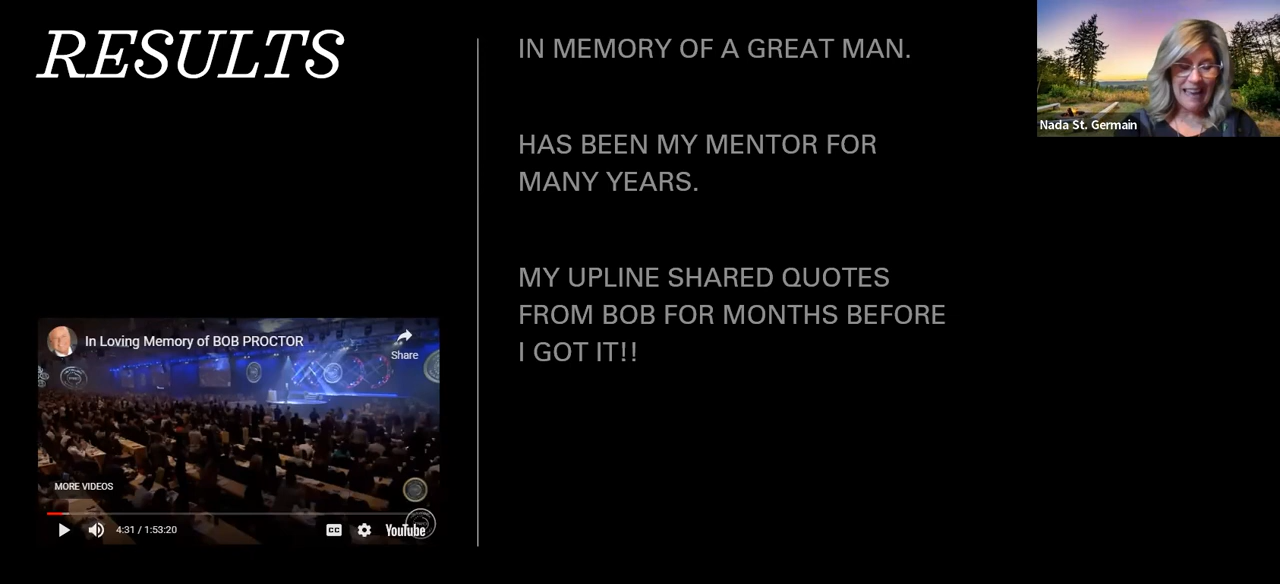 RESULTS
IN MEMORY OF A GREAT MAN.
HAS BEEN MY MENTOR FOR
MANY YEARS.
MY UPLINE SHARED QUOTES
FROM BOB FOR MONTHS BEFORE
I GOT IT!!
Nada St. Germain
In Loving Memory of BOB PROCTOR
Share
MORE VIDEOS
4:31 / 1:53:20
CC
YouTube